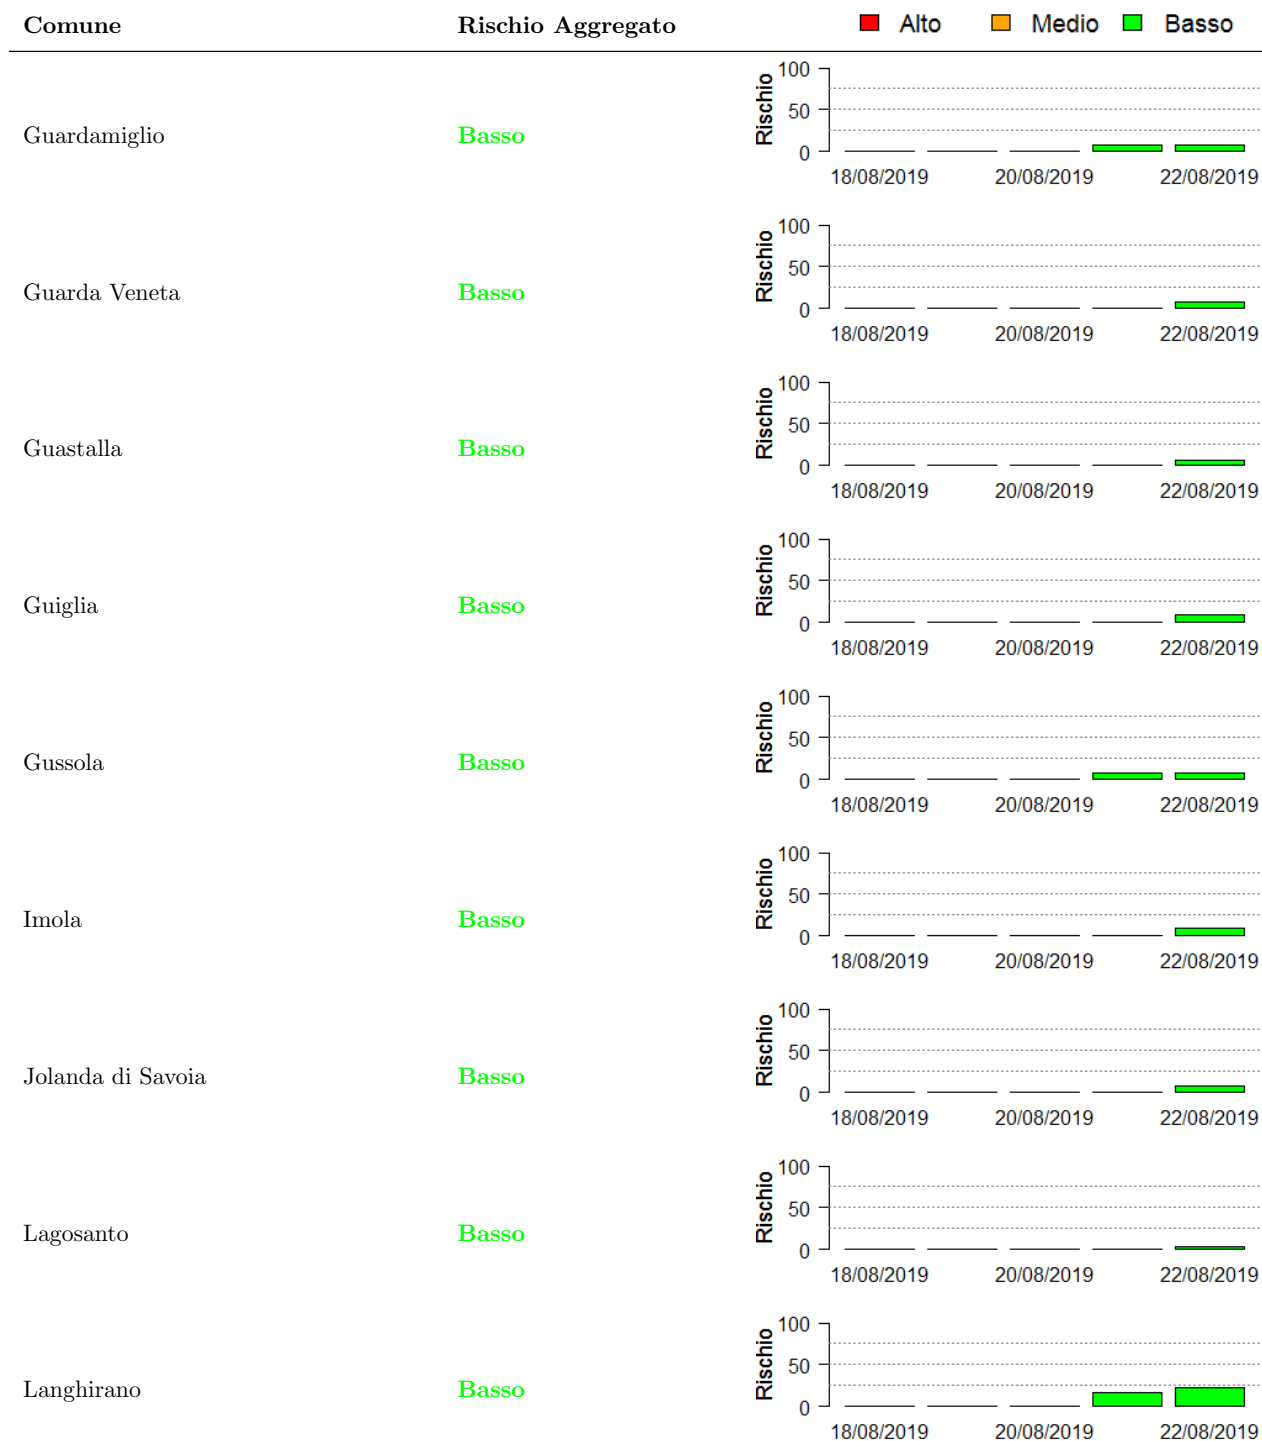 Comune Rischio Aggregato Alto Medio Basso
100
50
0
Rischio
Guardamiglio Basso
18/08/2019 20/08/2019 22/08/2019
100
50
0
Rischio
Guarda Veneta Basso
18/08/2019 20/08/2019 22/08/2019
100
50
0
Rischio
Guastalla Basso
18/08/2019 20/08/2019 22/08/2019
100
50
0
Rischio
Guiglia Basso
18/08/2019 20/08/2019 22/08/2019
100
50
0
Rischio
Gussola Basso
18/08/2019 20/08/2019 22/08/2019
100
50
0
Rischio
Imola Basso
18/08/2019 20/08/2019 22/08/2019
100
50
0
Rischio
Jolanda di Savoia Basso
18/08/2019 20/08/2019 22/08/2019
100
50
0
Rischio
Lagosanto Basso
18/08/2019 20/08/2019 22/08/2019
100
50
0
Rischio
Langhirano Basso
18/08/2019 20/08/2019 22/08/2019